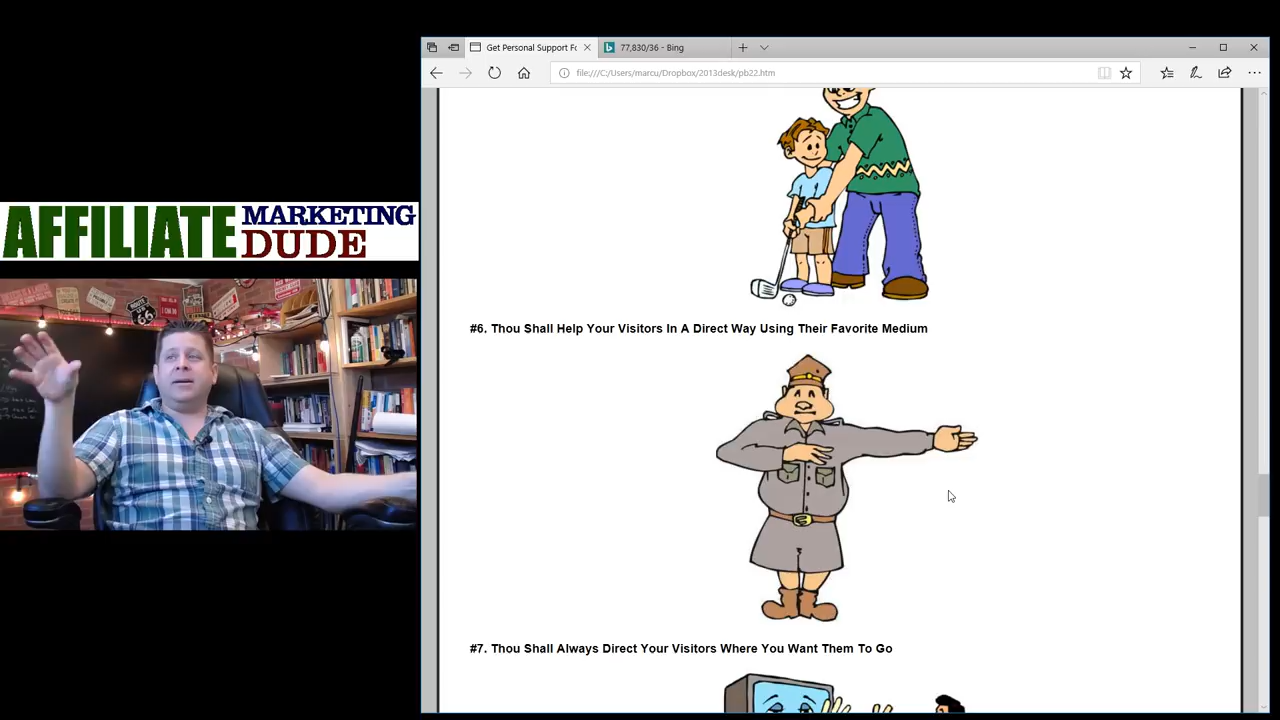 Get Personal Support Fo
77,830/36 - Bing
file:///C:/Users/marcu/Dropbox/2013desk/pb22.htm
AFFILIATE MARKETING DUDE
#6. Thou Shall Help Your Visitors In A Direct Way Using Their Favorite Medium
#7. Thou Shall Always Direct Your Visitors Where You Want Them To Go